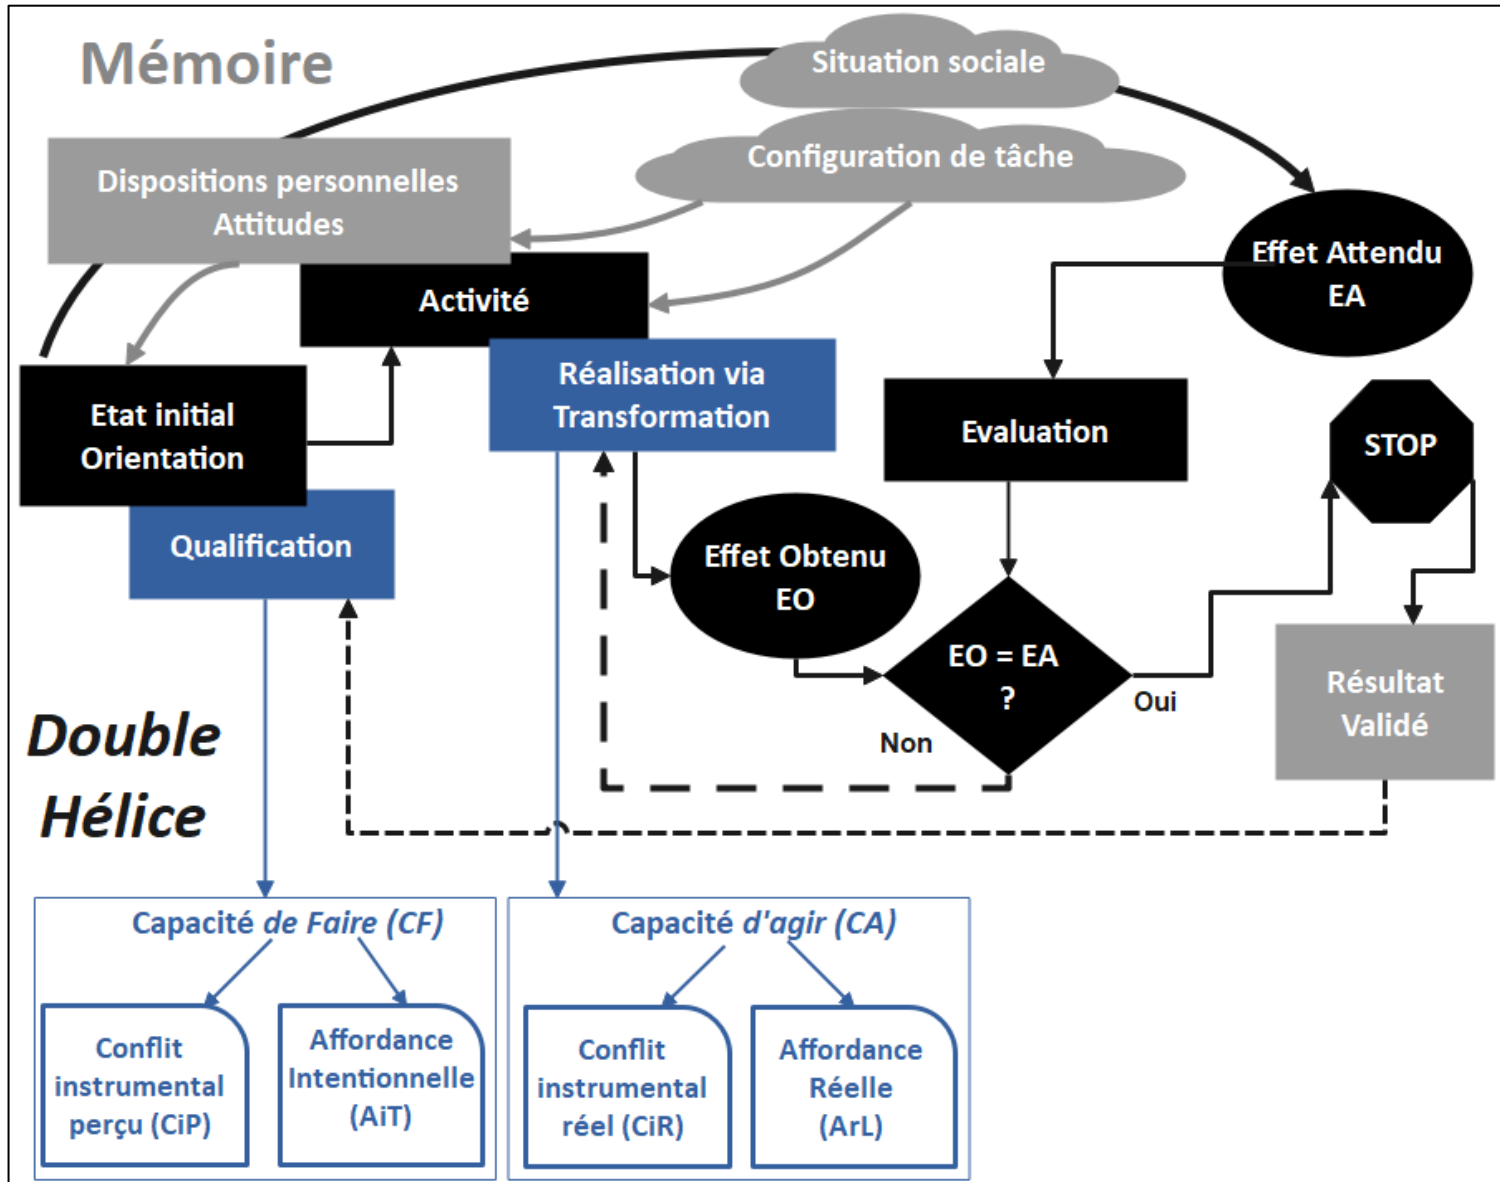 Mémoire
Situation sociale
Configuration de tâche
Dispositions personnelles
Attitudes
Activité
Effet Attendu
EA
Réalisation via
Transformation
Etat initial
Orientation
Evaluation
STOP
Qualification
Effet Obtenu
EO
EO = EA
?
Oui
Non
Résultat
Validé
Double
Hélice
Capacité de Faire (CF)
Conflit
instrumental
perçu (CiP)
Affordance
Intentionnelle
(AiT)
Capacité d'agir (CA)
Conflit
instrumental
réel (CiR)
Affordance
Réelle
(ArL)